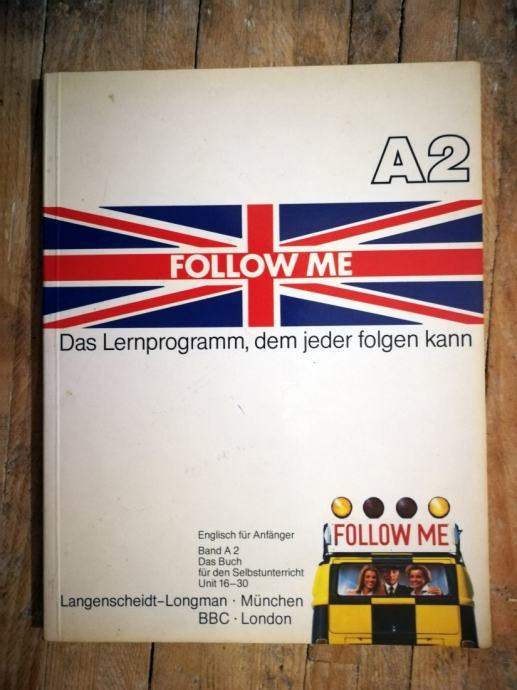 A2
FOLLOW ME
Das Lernprogramm, dem jeder folgen kann
Englisch für Anfänger
Band A 2
Das Buch
für den Selbstunterricht
Unit 16–30
Langenscheidt–Longman · München
BBC · London
FOLLOW ME